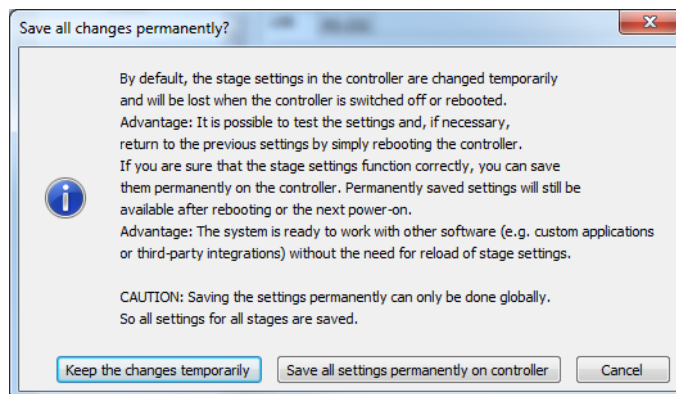 Save all changes permanently?
By default, the stage settings in the controller are changed temporarily
and will be lost when the controller is switched off or rebooted.
Advantage: It is possible to test the settings and, if necessary,
return to the previous settings by simply rebooting the controller.
If you are sure that the stage settings function correctly, you can save
them permanently on the controller. Permanently saved settings will still be
available after rebooting or the next power-on.
Advantage: The system is ready to work with other software (e.g. custom applications
or third-party integrations) without the need for reload of stage settings.
CAUTION: Saving the settings permanently can only be done globally.
So all settings for all stages are saved.
Keep the changes temporarily Save all settings permanently on controller Cancel